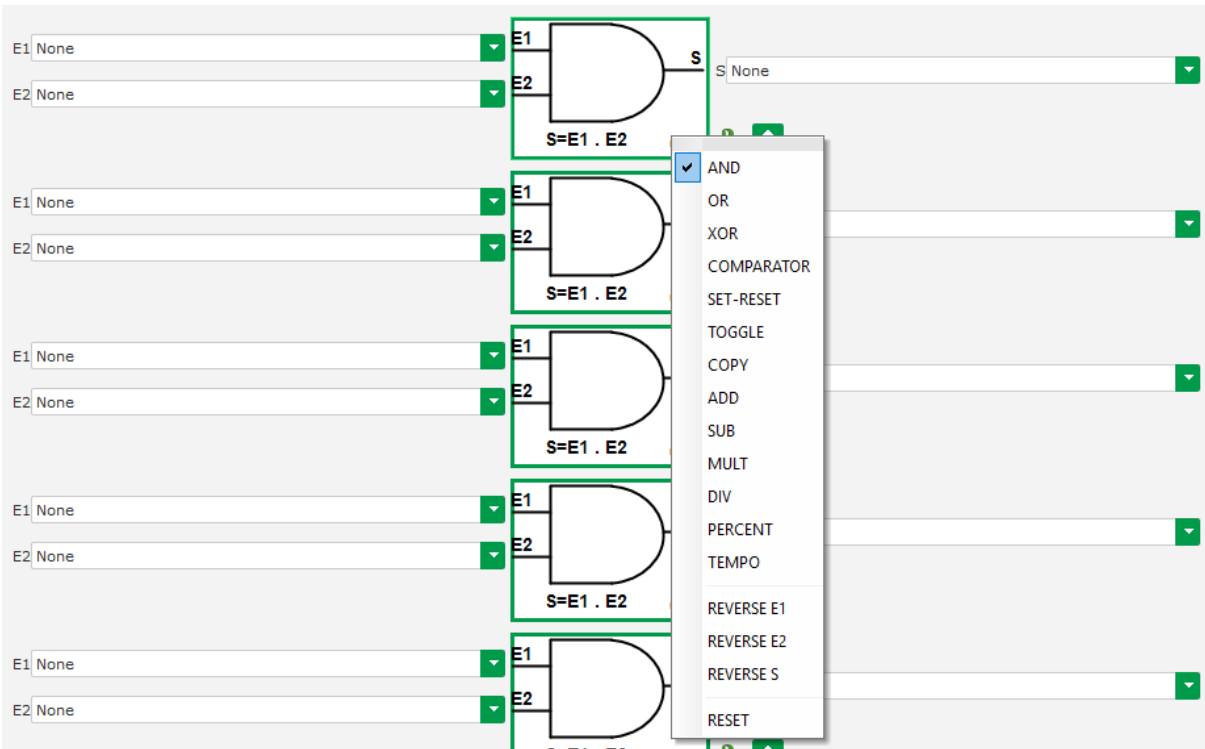 E1 None
E1
S
S None
E2 None
E2
S=E1 . E2
AND
E1 None
E1
OR
XOR
E2 None
E2
COMPARATOR
S=E1 . E2
SET-RESET
TOGGLE
E1 None
E1
COPY
E2 None
E2
ADD
SUB
S=E1 . E2
MULT
DIV
E1 None
E1
PERCENT
E2 None
E2
TEMPO
S=E1 . E2
REVERSE E1
REVERSE E2
E1 None
E1
REVERSE S
E2 None
E2
RESET